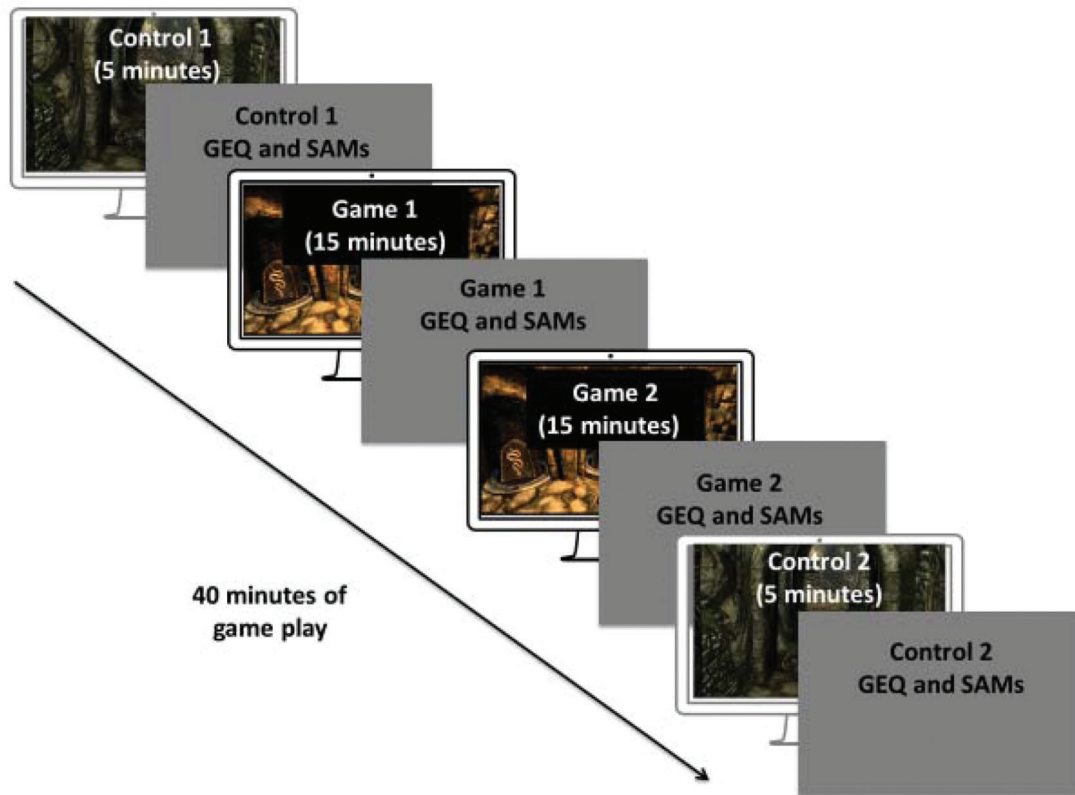 Control 1
(5 minutes)
Control 1
GEQ and SAMs
Game 1
(15 minutes)
Game 1
GEQ and SAMs
Game 2
(15 minutes)
Game 2
GEQ and SAMs
Control 2
(5 minutes)
Control 2
GEQ and SAMs
40 minutes of
game play